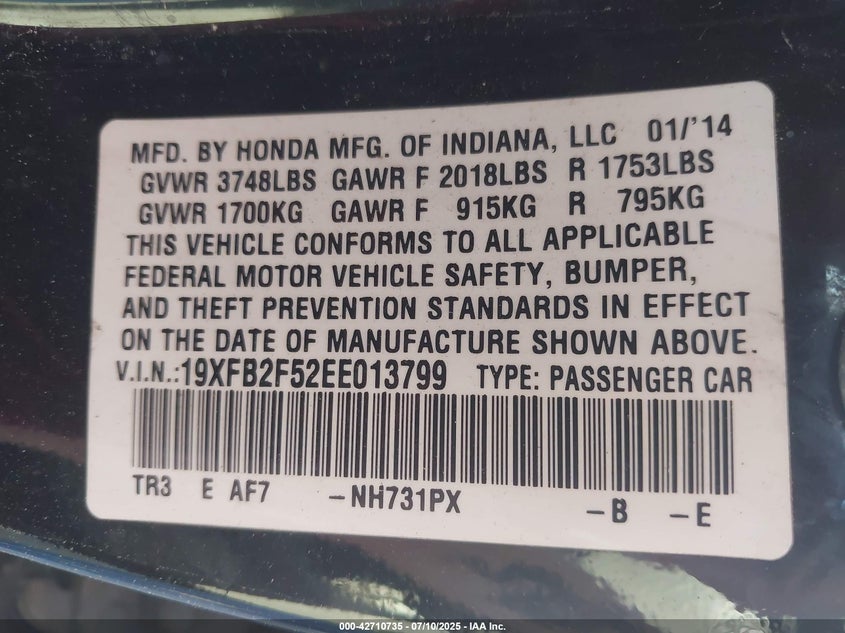 MFD. BY HONDA MFG. OF INDIANA, LLC 01/'14
GVWR 3748LBS GAWR F 2018LBS R 1753LBS
GVWR 1700KG GAWR F 915KG R 795KG
THIS VEHICLE CONFORMS TO ALL APPLICABLE
FEDERAL MOTOR VEHICLE SAFETY, BUMPER,
AND THEFT PREVENTION STANDARDS IN EFFECT
ON THE DATE OF MANUFACTURE SHOWN ABOVE.
V.I.N.:19XFB2F52EE013799 TYPE: PASSENGER CAR
TR3 E AF7 -NH731PX -B -E
000-42710735 - 07/10/2025 - IAA Inc.